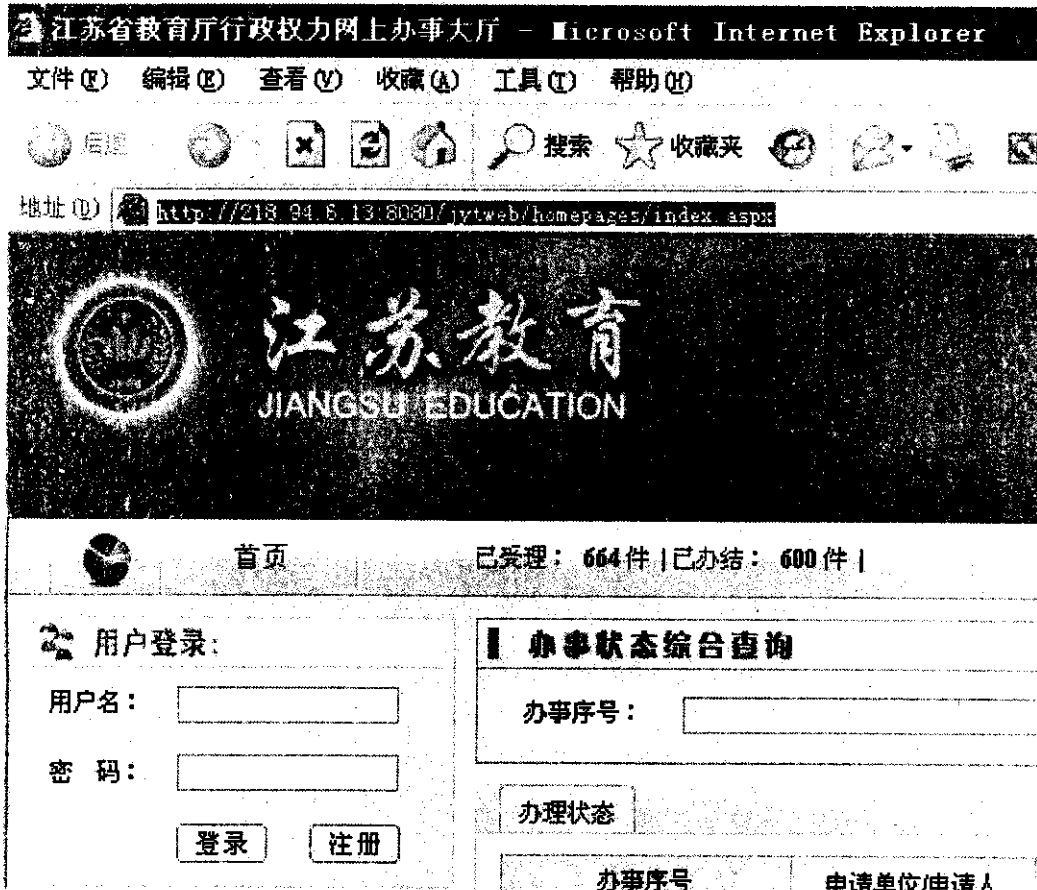 江苏省教育厅行政权力网上办事大厅 - Microsoft Internet Explorer
文件(F) 编辑(E) 查看(V) 收藏(A) 工具(T) 帮助(H)
后退 搜索 收藏夹
地址(D) http://218.94.6.13:8080/jytweb/homepages/index.aspx
江苏教育
JIANGSU EDUCATION
首页 已受理： 664件 |已办结： 600件 |
用户登录:
用户名：
密 码：
登录 注册
办事状态综合查询
办事序号：
办理状态
办事序号 申请单位/申请人